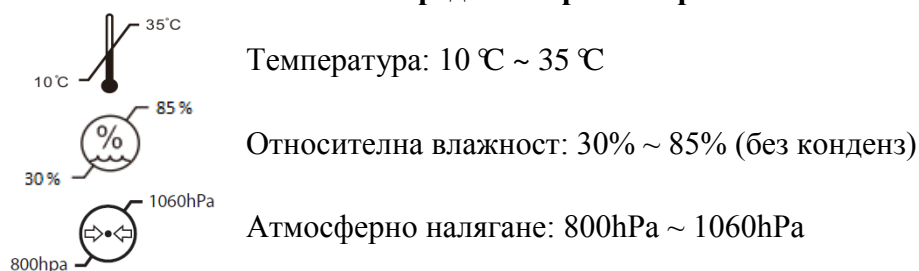 35°C
Температура: 10 ℃ ~ 35 ℃
10℃
85 %
%
Относителна влажност: 30% ~ 85% (без конденз)
30 %
1060hPa
Атмосферно налягане: 800hPa ~ 1060hPa
800hpa